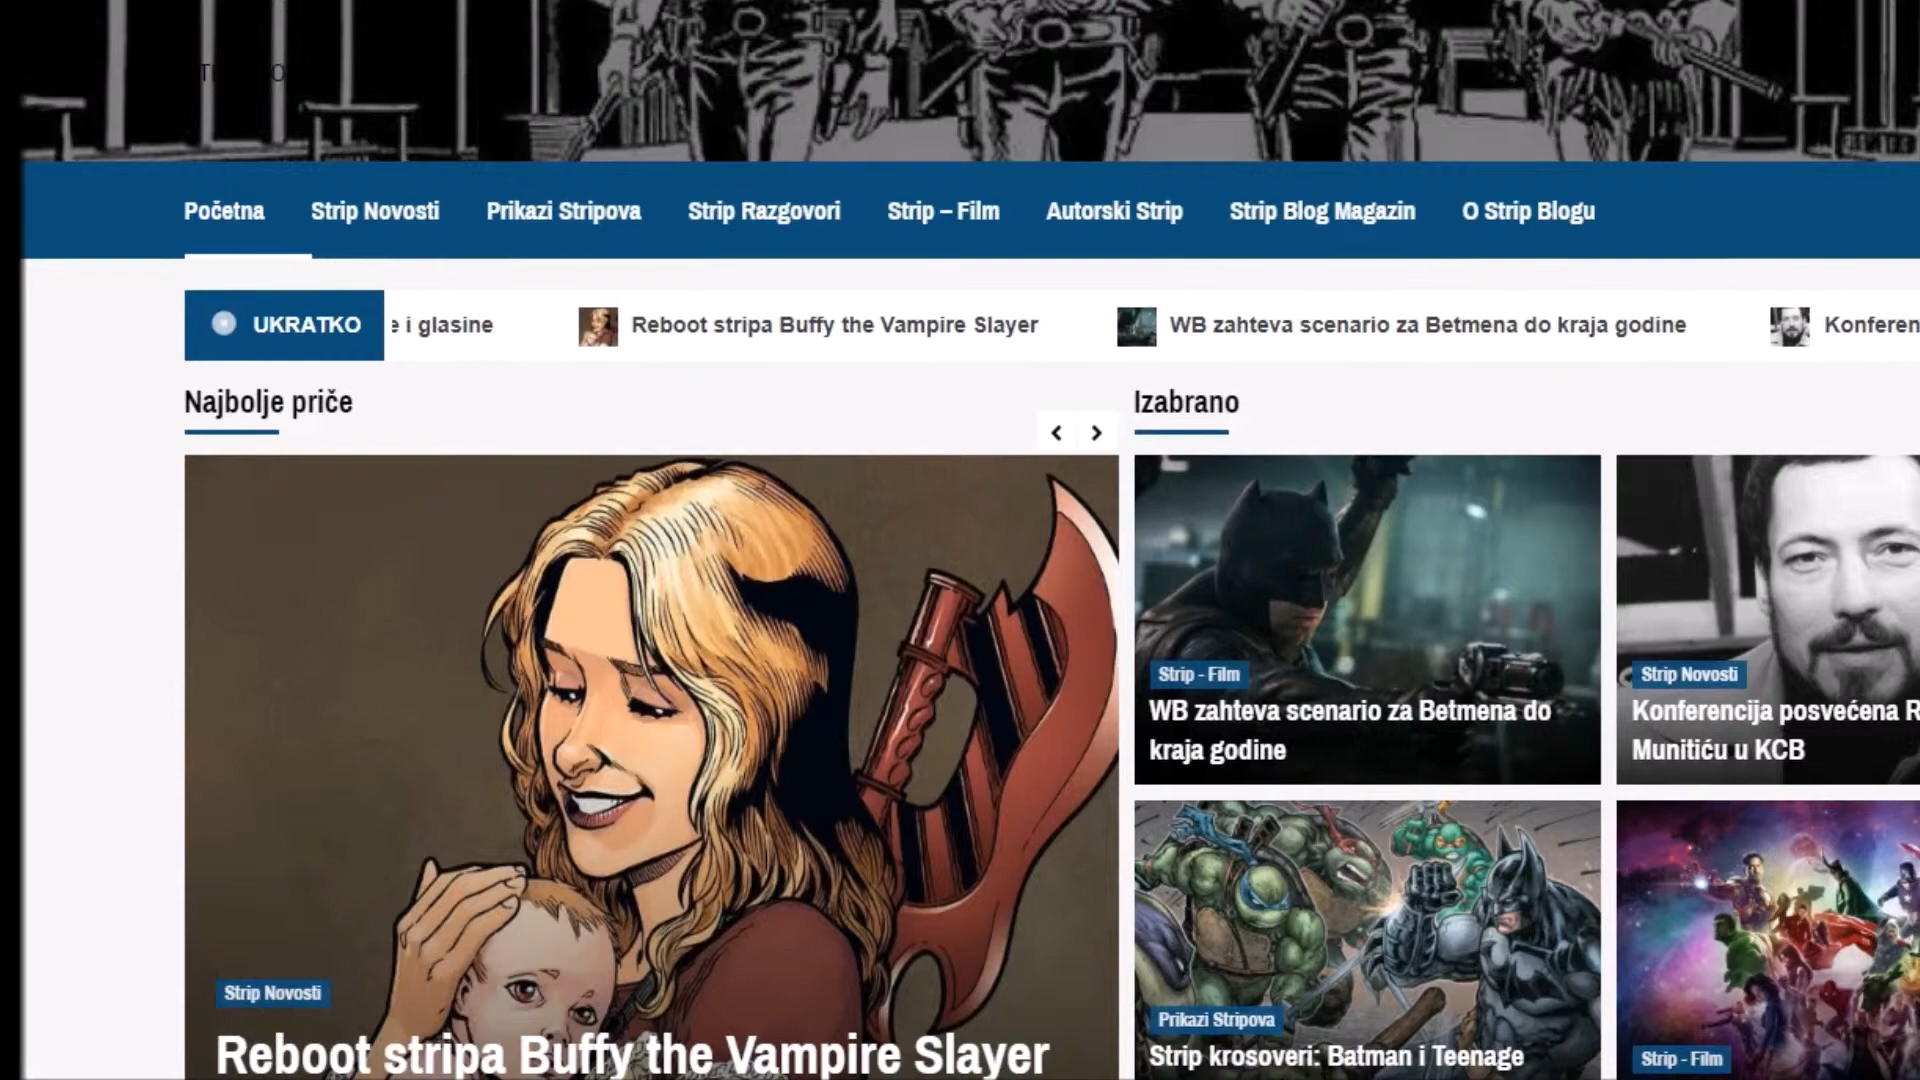 Početna Strip Novosti Prikazi Stripova Strip Razgovori Strip – Film Autorski Strip Strip Blog Magazin O Strip Blogu
UKRATKO e i glasine Reboot stripa Buffy the Vampire Slayer WB zahteva scenario za Betmena do kraja godine Konferen
Najbolje priče
Strip Novosti
Reboot stripa Buffy the Vampire Slayer
Izabrano
Strip - Film
WB zahteva scenario za Betmena do
kraja godine
Strip Novosti
Konferencija posvećena R
Munitiću u KCB
Prikazi Stripova
Strip krosoveri: Batman i Teenage
Strip - Film